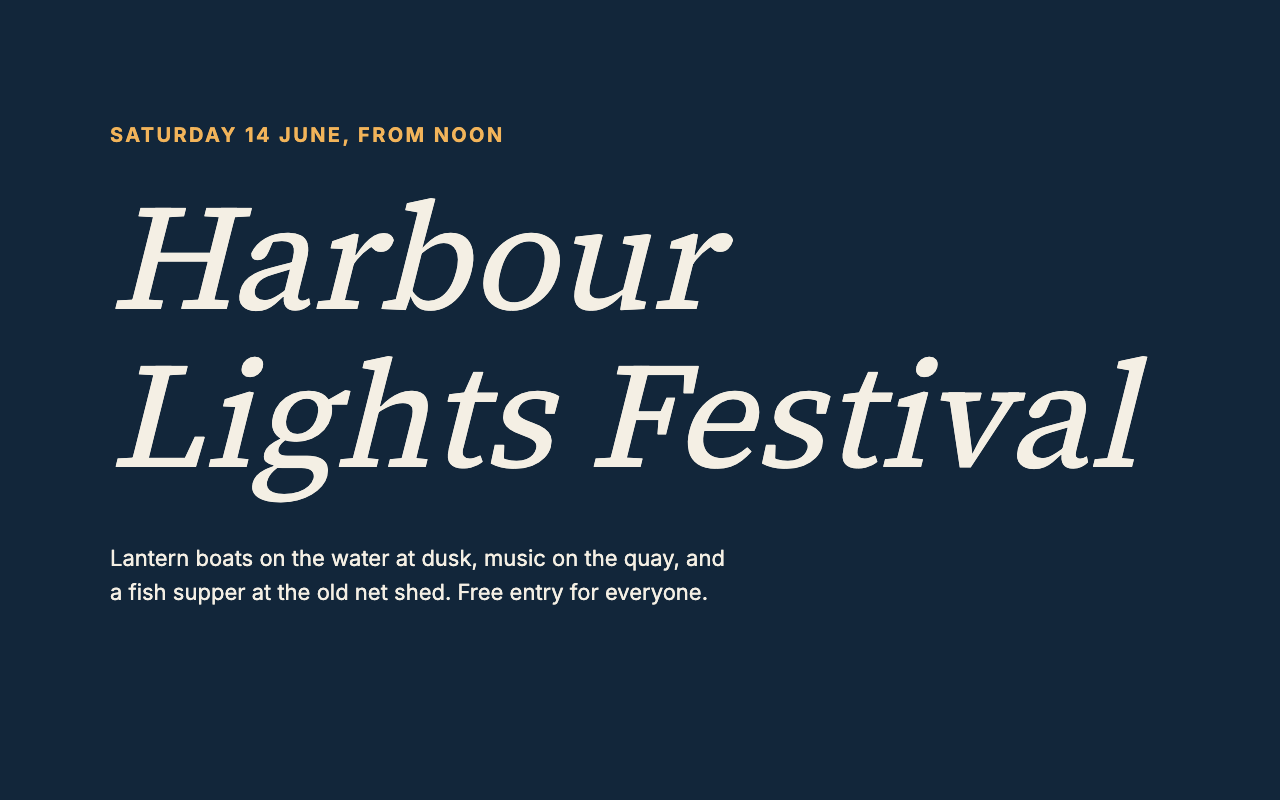 SATURDAY 14 JUNE, FROM NOON
Harbour
Lights Festival
Lantern boats on the water at dusk, music on the quay, and
a fish supper at the old net shed. Free entry for everyone.